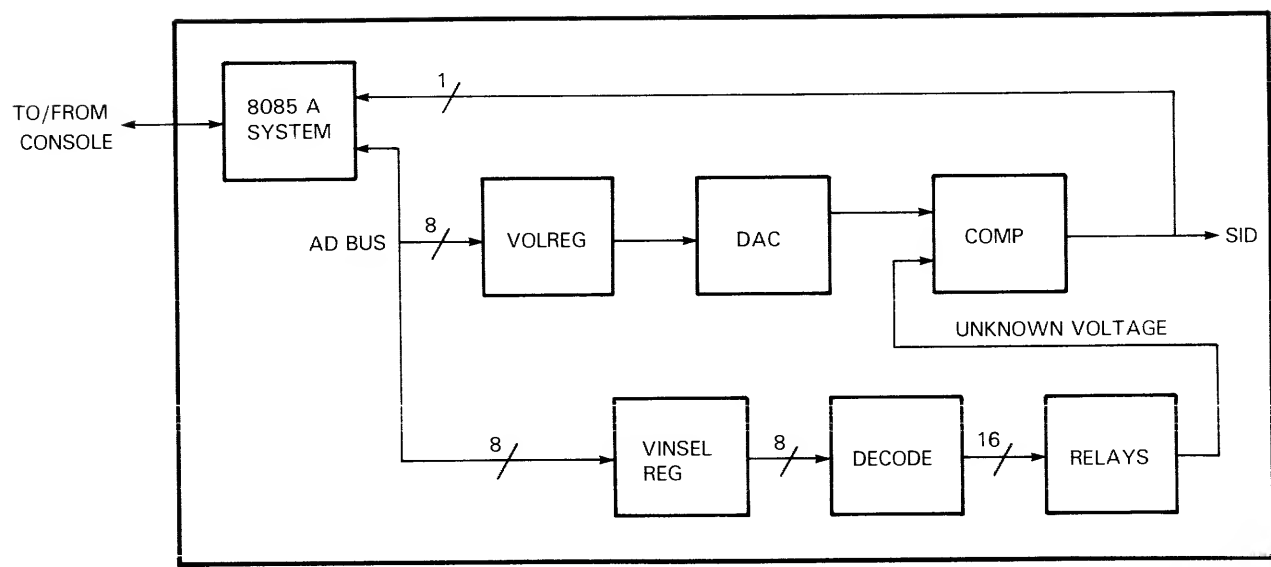 TO/FROM
CONSOLE
8085 A
SYSTEM
1
AD BUS
8
VOLREG
DAC
COMP
SID
UNKNOWN VOLTAGE
8
VINSEL
REG
8
DECODE
16
RELAYS